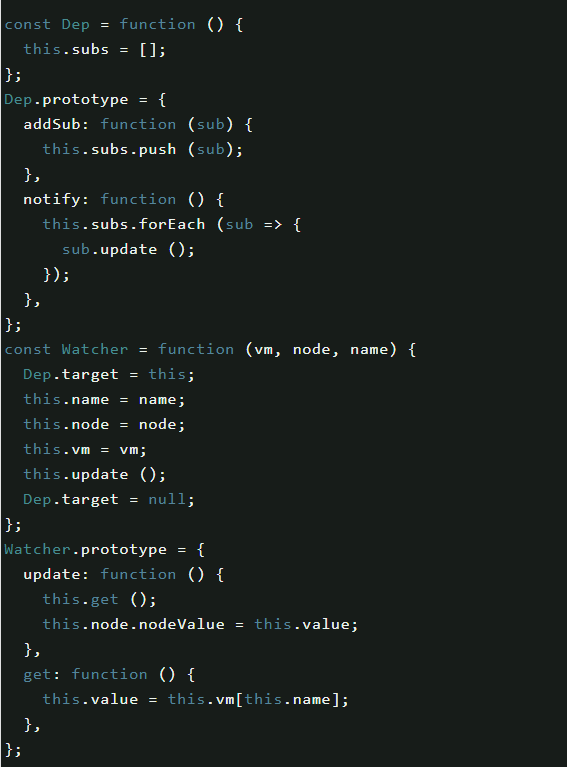 const Dep = function () {
  this.subs = [];
};
Dep.prototype = {
  addSub: function (sub) {
    this.subs.push (sub);
  },
  notify: function () {
    this.subs.forEach (sub => {
      sub.update ();
    });
  },
};
const Watcher = function (vm, node, name) {
  Dep.target = this;
  this.name = name;
  this.node = node;
  this.vm = vm;
  this.update ();
  Dep.target = null;
};
Watcher.prototype = {
  update: function () {
    this.get ();
    this.node.nodeValue = this.value;
  },
  get: function () {
    this.value = this.vm[this.name];
  },
};